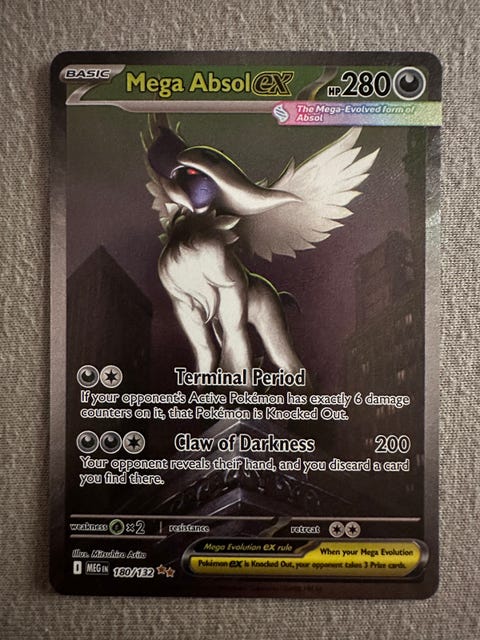 BASIC
Mega Absol ex HP 280
The Mega-Evolved form of
Absol
Terminal Period
If your opponent's Active Pokémon has exactly 6 damage
counters on it, that Pokémon is Knocked Out.
Claw of Darkness 200
Your opponent reveals their hand, and you discard a card
you find there.
weakness ×2 resistance retreat
Illus. Mitsuhiro Arita
Mega Evolution ex rule
When your Mega Evolution
Pokémon ex is Knocked Out, your opponent takes 3 Prize cards.
MEG EN 180/132